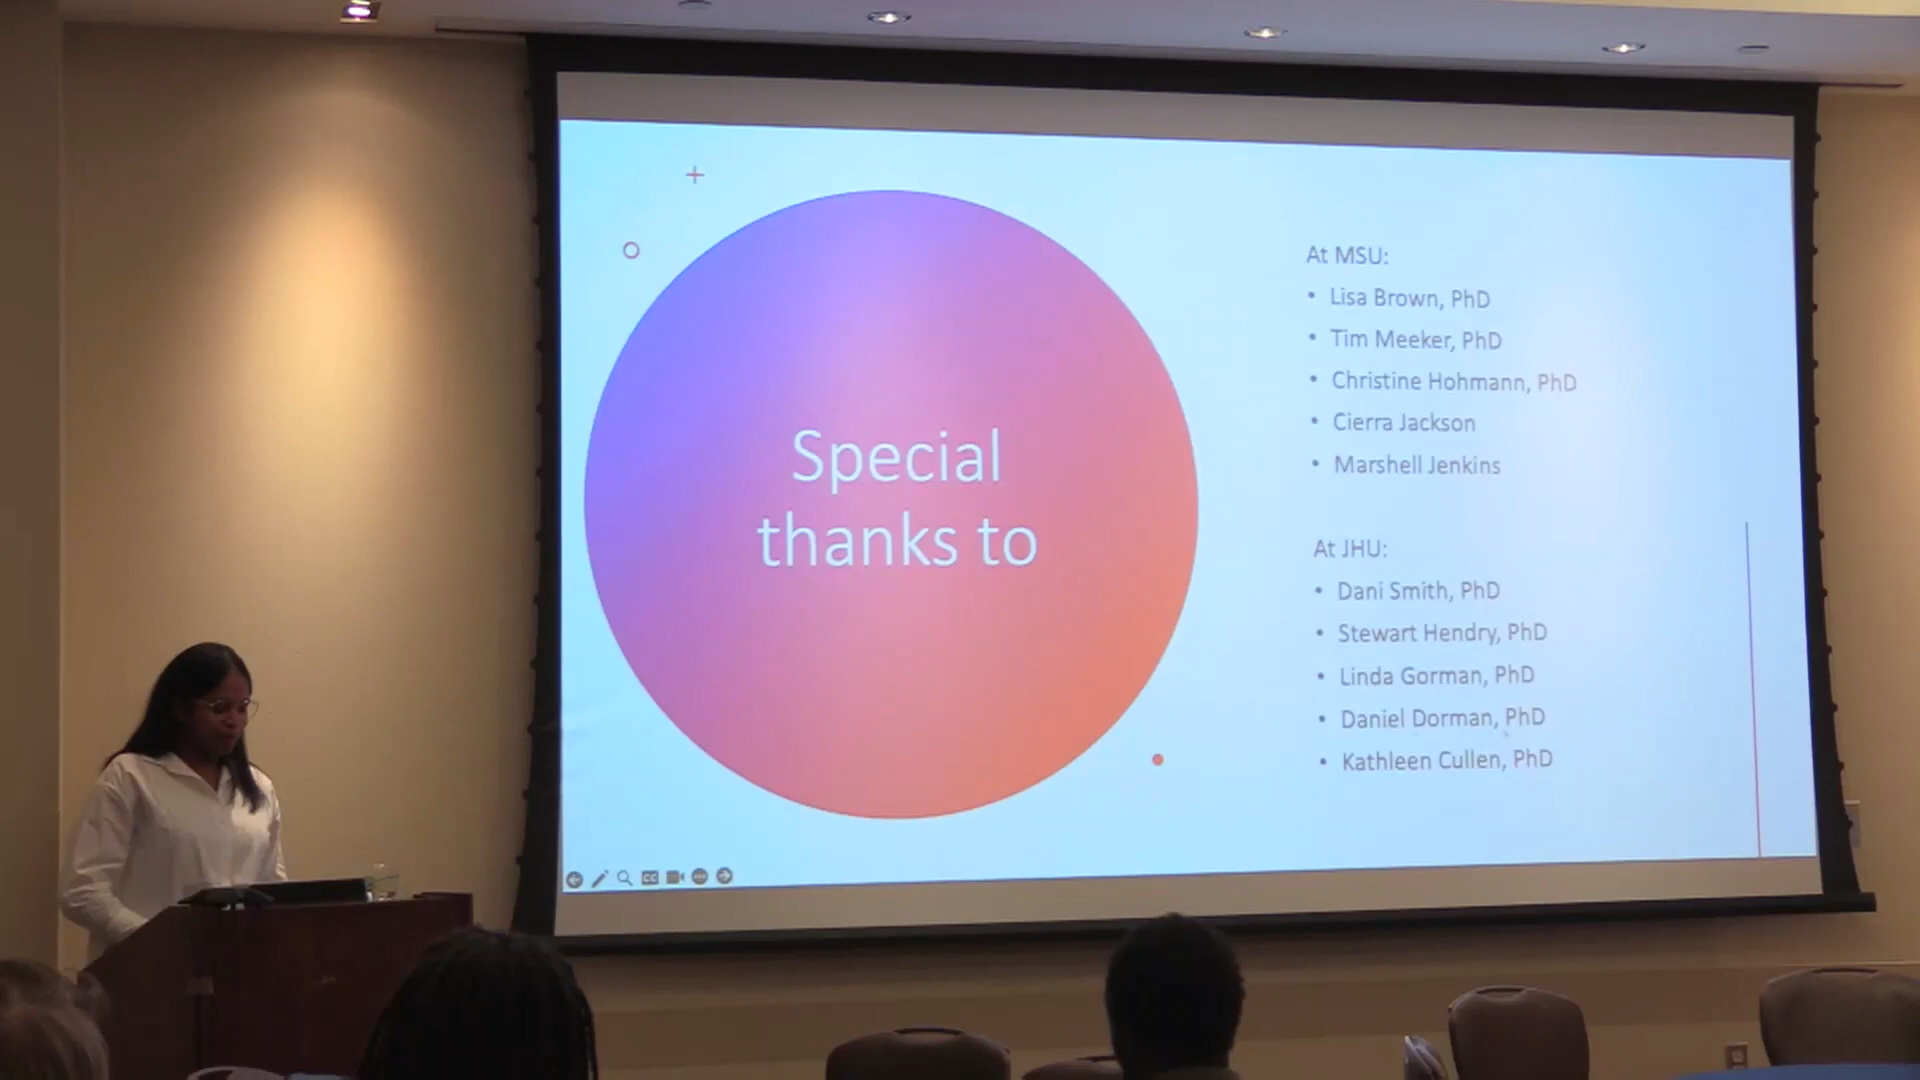 Special
thanks to
At MSU:
• Lisa Brown, PhD
• Tim Meeker, PhD
• Christine Hohmann, PhD
• Cierra Jackson
• Marshell Jenkins
At JHU:
• Dani Smith, PhD
• Stewart Hendry, PhD
• Linda Gorman, PhD
• Daniel Dorman, PhD
• Kathleen Cullen, PhD
CC